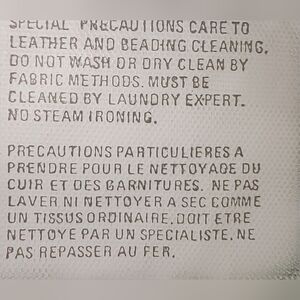 SPECIAL PRECAUTIONS CARE TO
LEATHER AND BEADING CLEANING.
DO NOT WASH OR DRY CLEAN BY
FABRIC METHODS. MUST BE
CLEANED BY LAUNDRY EXPERT.
NO STEAM IRONING.
PRECAUTIONS PARTICULIERES A
PRENDRE POUR LE NETTOYAGE DU
CUIR ET DES GARNITURES. NE PAS
LAVER NI NETTOYER A SEC COMME
UN TISSUS ORDINAIRE. DOIT ETRE
NETTOYE PAR UN SPECIALISTE. NE
PAS REPASSER AU FER.